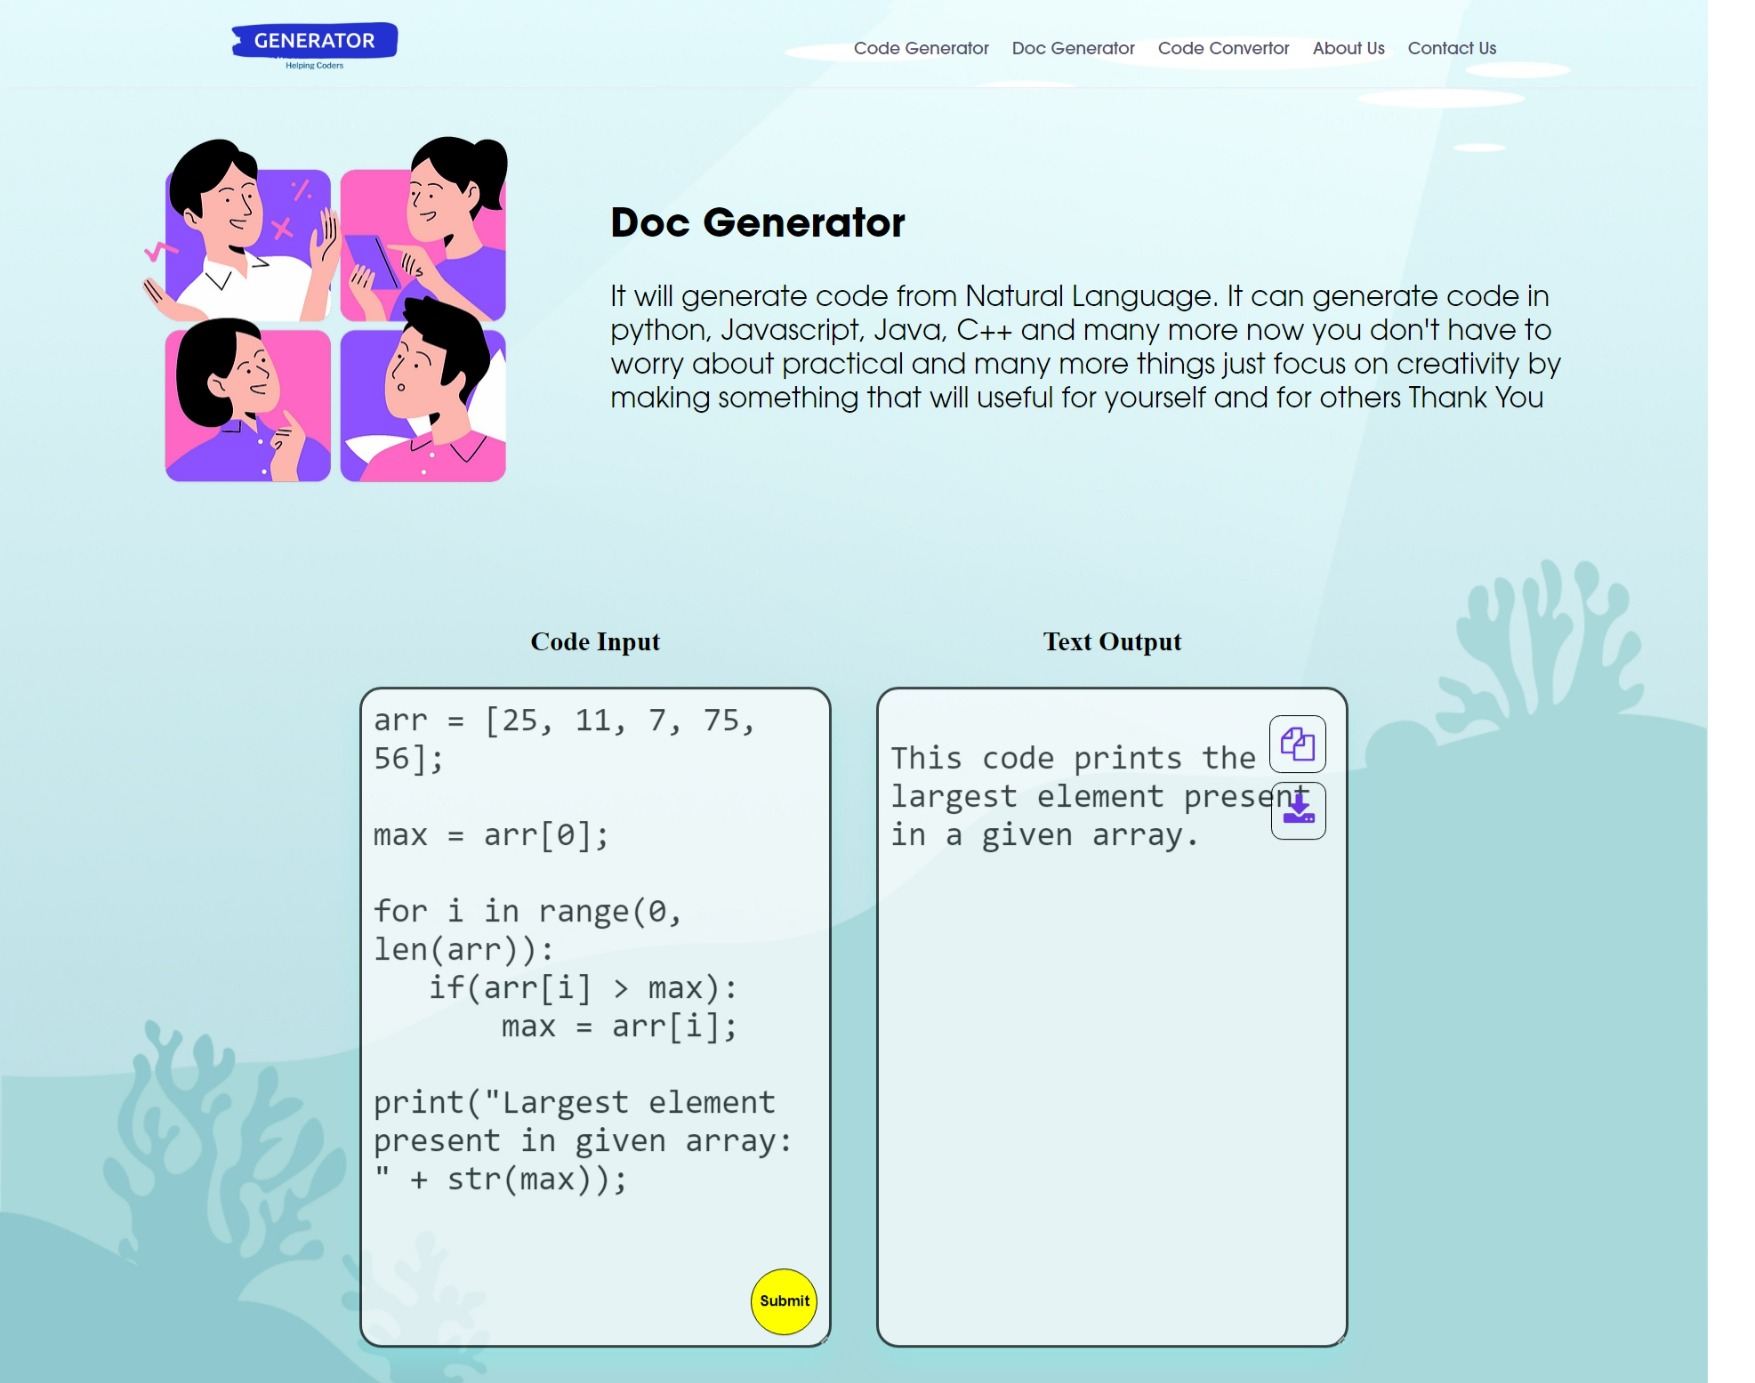 GENERATOR
Helping Coders
Code Generator
Doc Generator
Code Convertor
About Us
Contact Us
Doc Generator
It will generate code from Natural Language. It can generate code in
python, Javascript, Java, C++ and many more now you don't have to
worry about practical and many more things just focus on creativity by
making something that will useful for yourself and for others Thank You
Code Input
arr = [25, 11, 7, 75,
56];
max = arr[0];
for i in range(0,
len(arr)):
if(arr[i] > max):
max = arr[i];
print("Largest element
present in given array:
" + str(max));
Submit
Text Output
This code prints the
largest element present
in a given array.